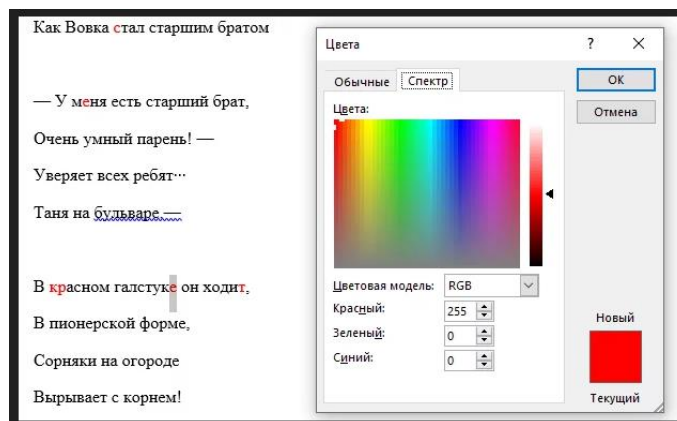 Как Вовка стал старшим братом
— У меня есть старший брат,
Очень умный парень! —
Уверяет всех ребят…
Таня на бульваре.—
В красном галстуке он ходит,
В пионерской форме,
Сорняки на огороде
Вырывает с корнем!
Цвета
?
Обычные Спектр
ОК
Отмена
Цвета:
Цветовая модель: RGB
Красный: 255
Зеленый: 0
Синий: 0
Новый
Текущий